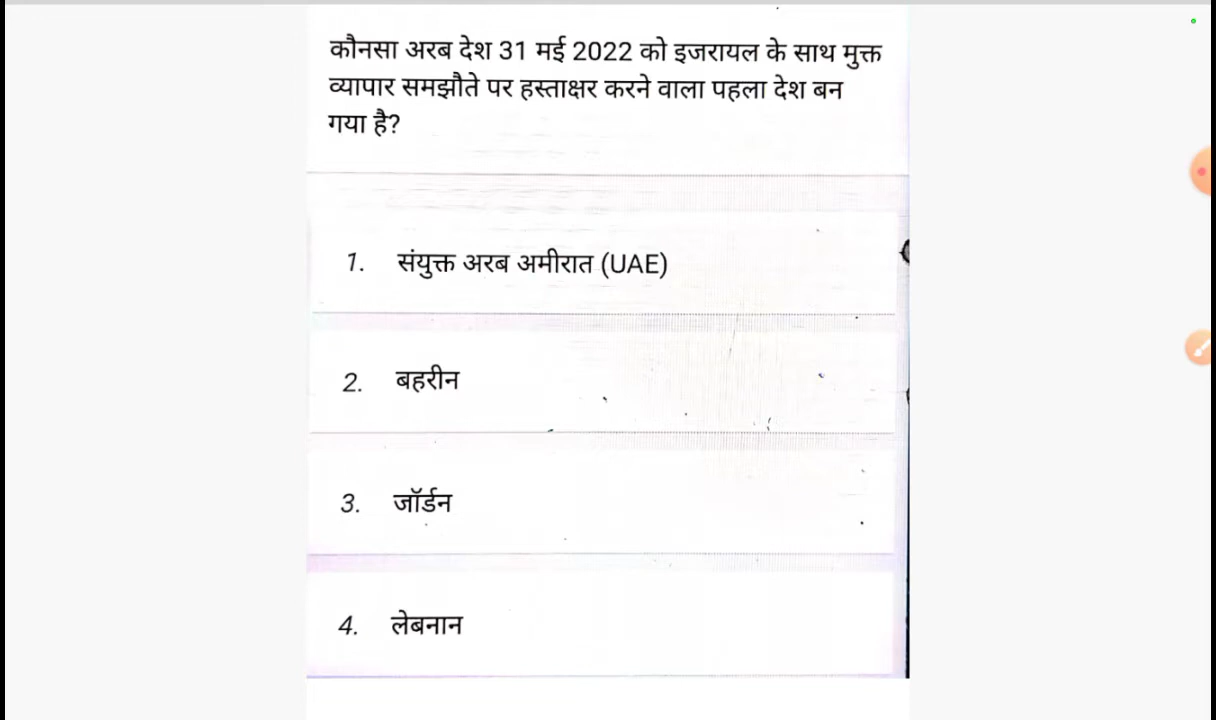 कौनसा अरब देश 31 मई 2022 को इजरायल के साथ मुक्त
व्यापार समझौते पर हस्ताक्षर करने वाला पहला देश बन
गया है?
1. संयुक्त अरब अमीरात (UAE)
2. बहरीन
3. जॉर्डन
4. लेबनान